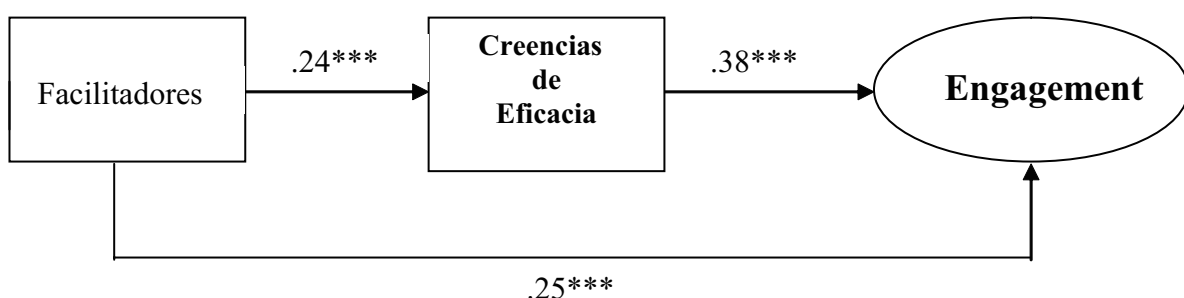 Facilitadores
.24***
Creencias
de
Eficacia
.38***
Engagement
.25***